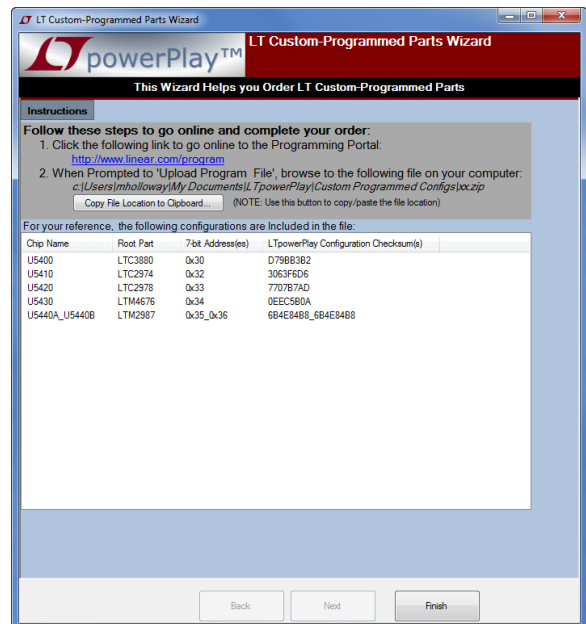 LT Custom-Programmed Parts Wizard
LT powerPlay™
LT Custom-Programmed Parts Wizard
This Wizard Helps you Order LT Custom-Programmed Parts
Instructions
Follow these steps to go online and complete your order:
1. Click the following link to go online to the Programming Portal:
http://www.linear.com/program
2. When Prompted to 'Upload Program File', browse to the following file on your computer:
c:\Users\mholloway\My Documents\LTpowerPlay\Custom Programmed Configs\xx.zip
Copy File Location to Clipboard... (NOTE: Use this button to copy/paste the file location)
For your reference, the following configurations are Included in the file:
Chip Name Root Part 7-bit Address(es) LTpowerPlay Configuration Checksum(s)
U5400 LTC3880 0x30 D79BB3B2
U5410 LTC2974 0x32 3063F6D6
U5420 LTC2978 0x33 7707B7AD
U5430 LTM4676 0x34 0EEC5B0A
U5440A_U5440B LTM2987 0x35_0x36 6B4E84B8_6B4E84B8
Back Next Finish